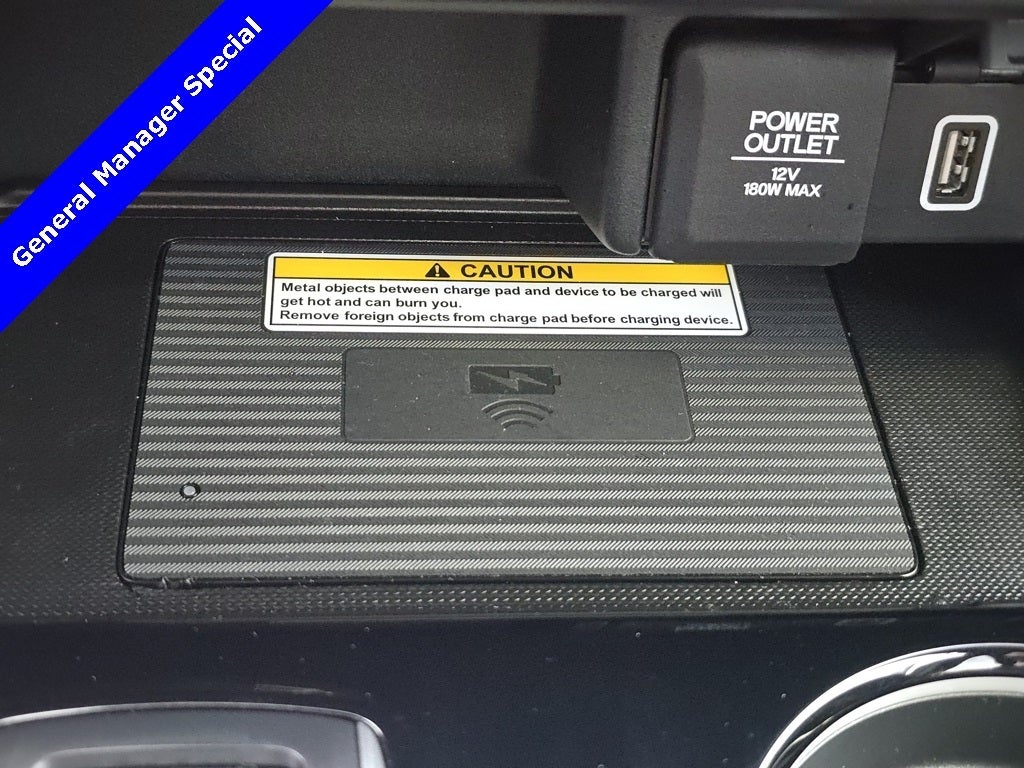 General Manager Special
POWER
OUTLET
12V
180W MAX
CAUTION
Metal objects between charge pad and device to be charged will
get hot and can burn you.
Remove foreign objects from charge pad before charging device.